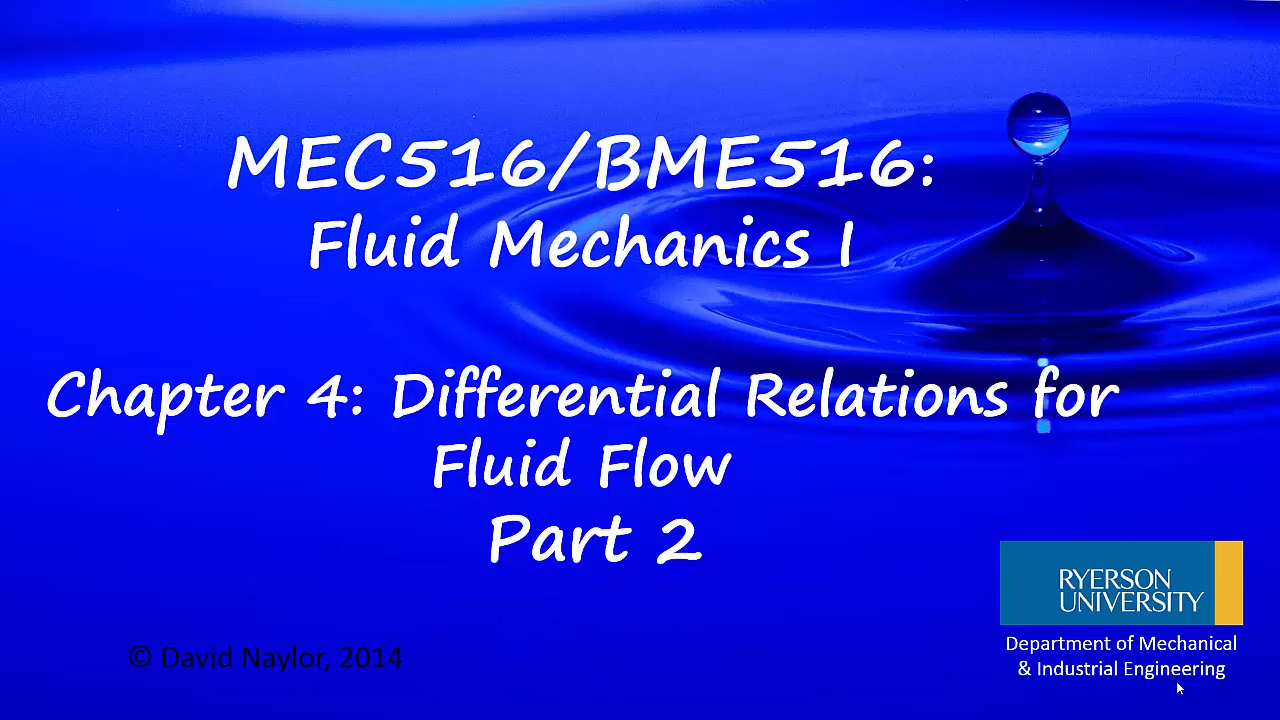 MEC516/BME516:
Fluid Mechanics I
Chapter 4: Differential Relations for
Fluid Flow
Part 2
RYERSON
UNIVERSITY
Department of Mechanical
& Industrial Engineering
© David Naylor, 2014